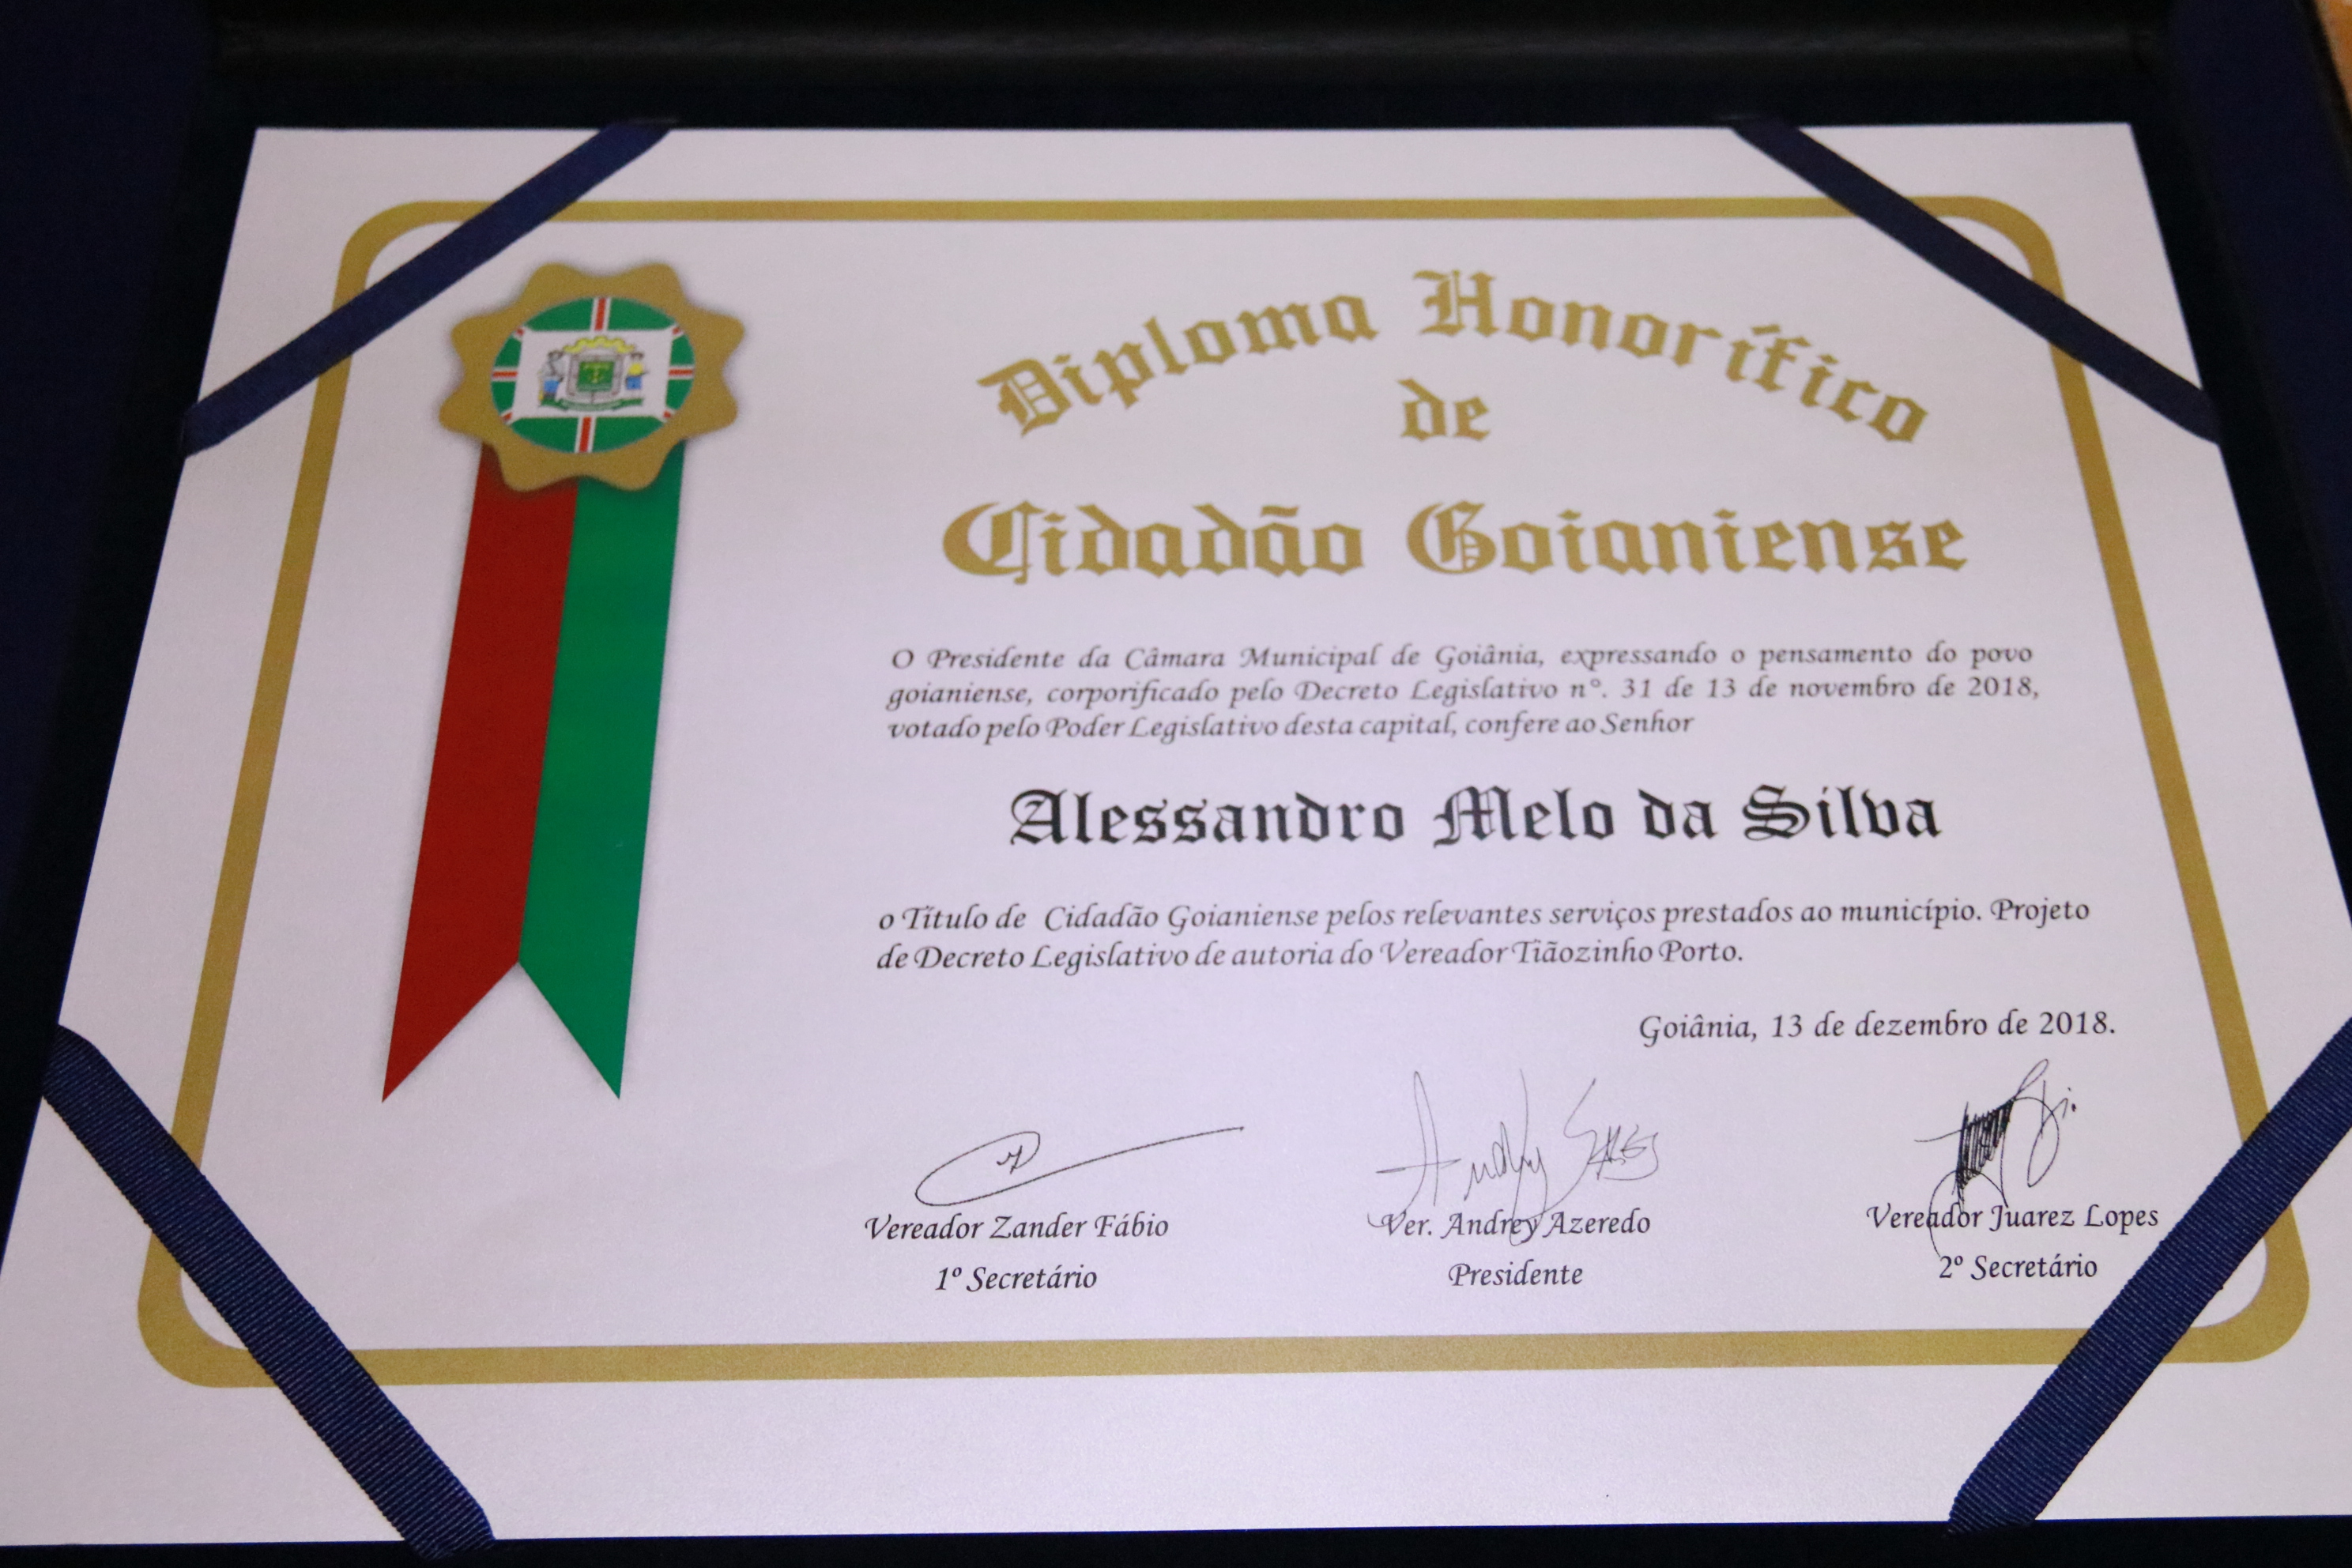 Diploma Honorífico
de
Cidadão Goianiense
O Presidente da Câmara Municipal de Goiânia, expressando o pensamento do povo
goianiense, corporificado pelo Decreto Legislativo nº. 31 de 13 de novembro de 2018,
votado pelo Poder Legislativo desta capital, confere ao Senhor
Alessandro Melo da Silva
o Título de Cidadão Goianiense pelos relevantes serviços prestados ao município. Projeto
de Decreto Legislativo de autoria do Vereador Tiãozinho Porto.
Goiânia, 13 de dezembro de 2018.
Vereador Zander Fábio
1º Secretário
Ver. Andrey Azeredo
Presidente
Vereador Juarez Lopes
2º Secretário